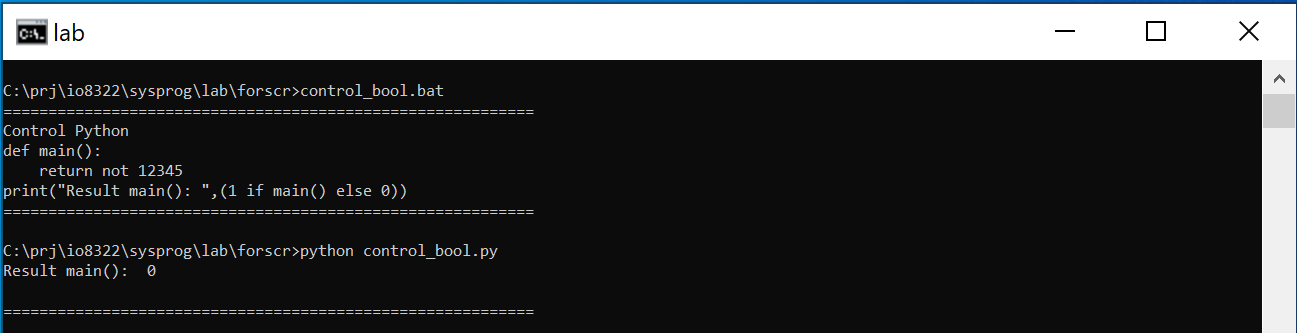 lab
C:\prj\io8322\sysprog\lab\forscr>control_bool.bat
===========================================================
Control Python
def main():
    return not 12345
print("Result main(): ",(1 if main() else 0))
===========================================================
C:\prj\io8322\sysprog\lab\forscr>python control_bool.py
Result main():  0
===========================================================